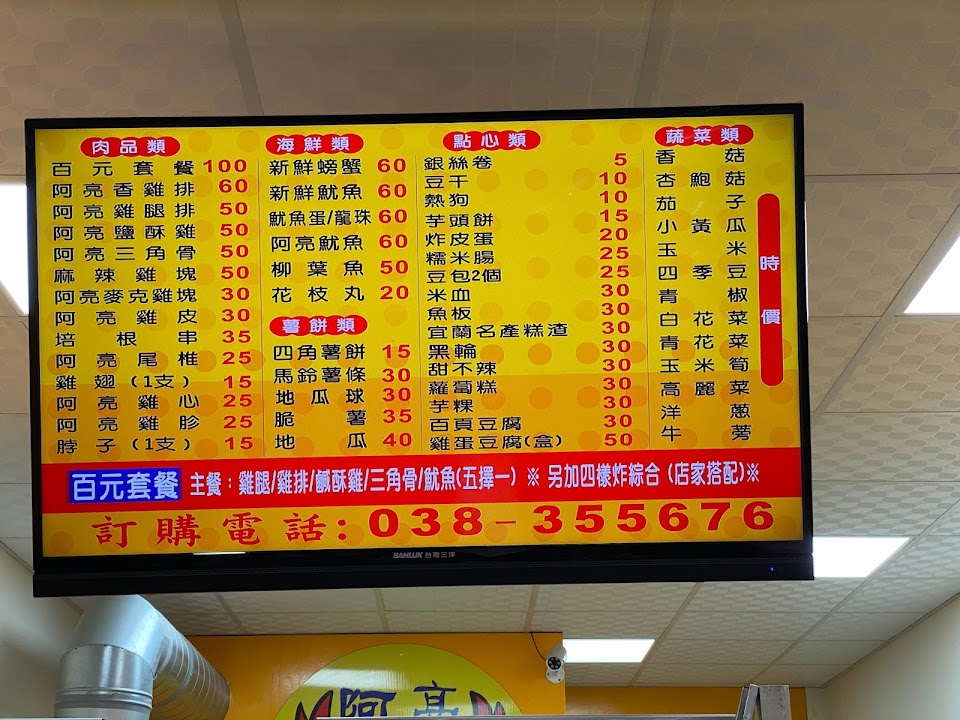 肉品類
百元套餐 100
阿亮香雞排 60
阿亮雞腿排 50
阿亮鹽酥雞 50
阿亮三角骨 50
麻辣雞塊 50
阿亮麥克雞塊 30
阿亮雞皮 30
培根串 35
阿亮尾椎 25
雞翅(1支) 15
阿亮雞心 25
阿亮雞胗 25
脖子(1支) 15
海鮮類
新鮮螃蟹 60
新鮮魷魚 60
魷魚蛋/龍珠 60
阿亮魷魚 60
柳葉魚 50
花枝丸 20
薯餅類
四角薯餅 15
馬鈴薯條 30
地瓜球 30
脆薯 35
地瓜 40
點心類
銀絲卷 5
豆干 10
熱狗 10
芋頭餅 15
炸皮蛋 20
糯米腸 25
豆包2個 25
米血 30
魚板 30
宜蘭名產糕渣 30
黑輪 30
甜不辣 30
蘿蔔糕 30
芋粿 30
百頁豆腐 30
雞蛋豆腐(盒) 50
蔬菜類
香菇
杏鮑菇
茄子
小黃瓜
玉米
四季豆
青椒
白花菜
青花菜
玉米筍
高麗菜
洋蔥
牛蒡
時價
百元套餐 主餐：雞腿/雞排/鹹酥雞/三角骨/魷魚(五擇一) ※ 另加四樣炸綜合 (店家搭配)※
訂購電話:038-355676
SANLUX 台灣三洋
阿亮